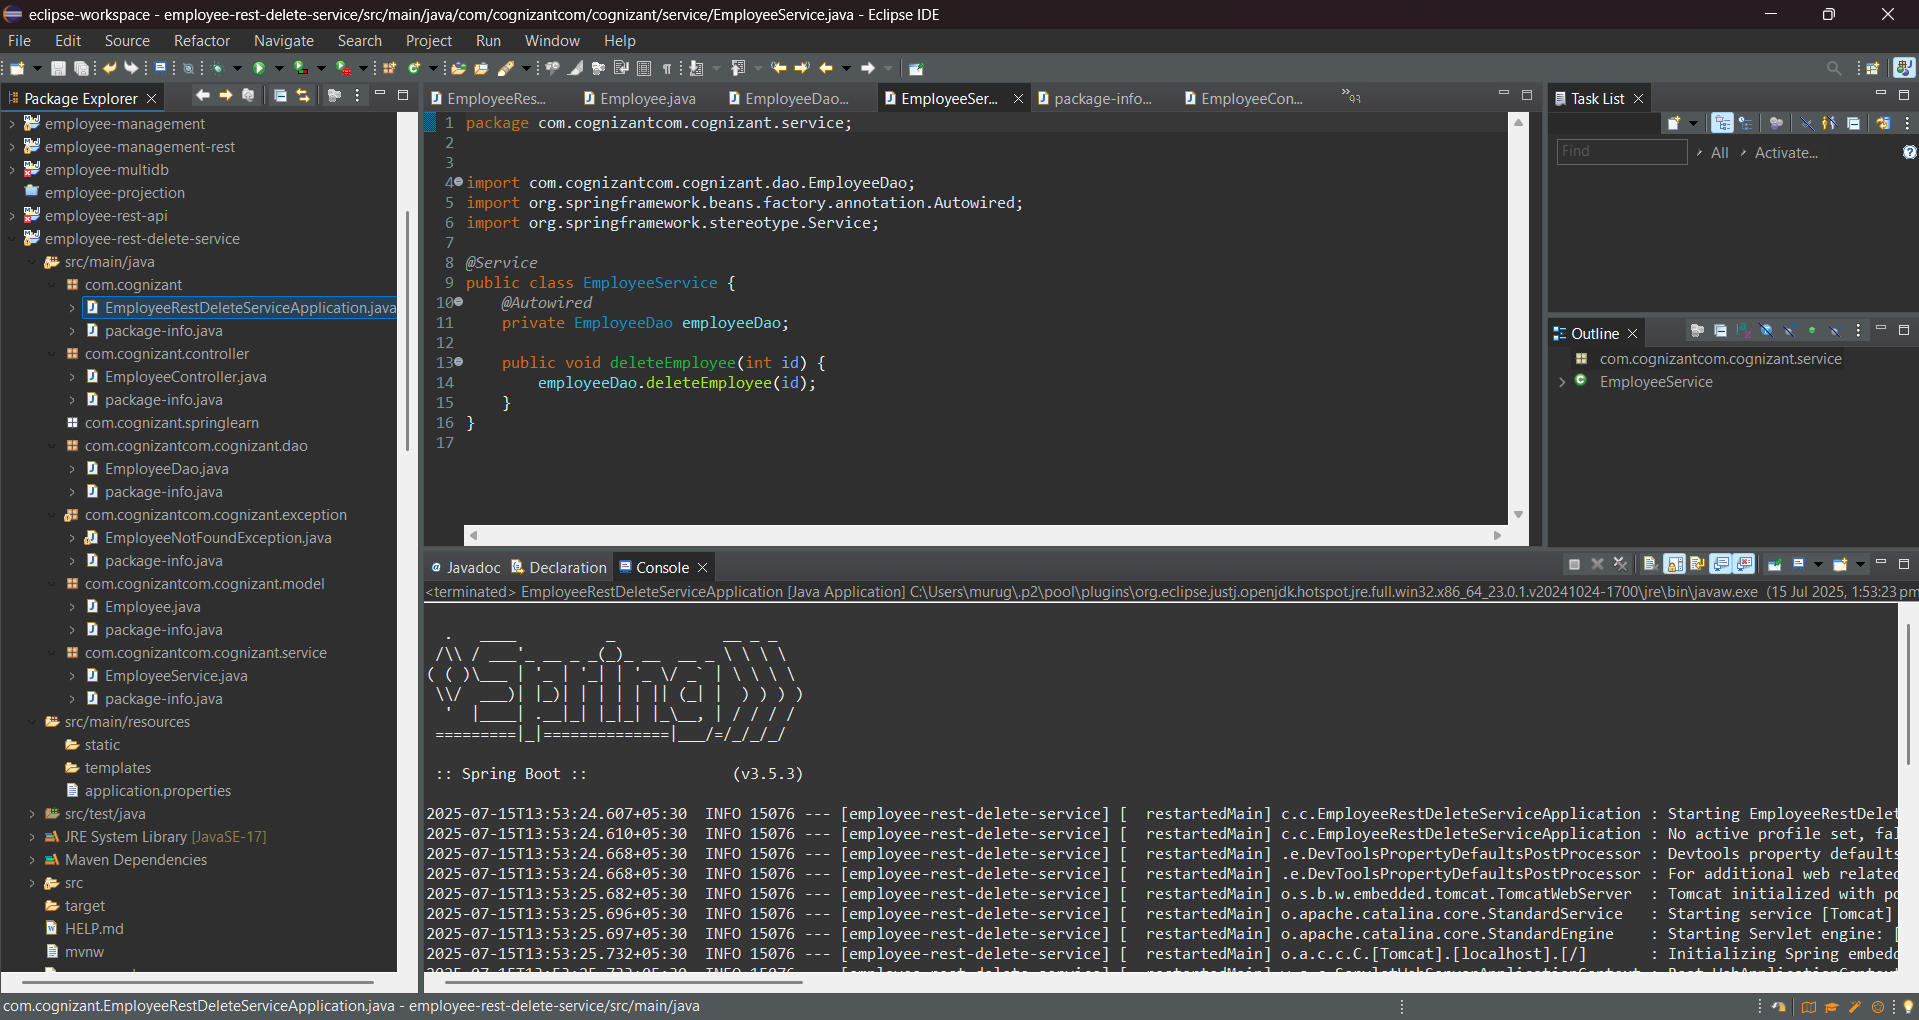 eclipse-workspace - employee-rest-delete-service/src/main/java/com/cognizantcom/cognizant/service/EmployeeService.java - Eclipse IDE
File Edit Source Refactor Navigate Search Project Run Window Help
Package Explorer
employee-management
employee-management-rest
employee-multidb
employee-projection
employee-rest-api
employee-rest-delete-service
src/main/java
com.cognizant
EmployeeRestDeleteServiceApplication.java
package-info.java
com.cognizant.controller
EmployeeController.java
package-info.java
com.cognizant.springlearn
com.cognizantcom.cognizant.dao
EmployeeDao.java
package-info.java
com.cognizantcom.cognizant.exception
EmployeeNotFoundException.java
package-info.java
com.cognizantcom.cognizant.model
Employee.java
package-info.java
com.cognizantcom.cognizant.service
EmployeeService.java
package-info.java
src/main/resources
static
templates
application.properties
src/test/java
JRE System Library [JavaSE-17]
Maven Dependencies
src
target
HELP.md
mvnw
EmployeeRes... Employee.java EmployeeDao... EmployeeSer... package-info... EmployeeCon... »93
1 package com.cognizantcom.cognizant.service;
2
3
4 import com.cognizantcom.cognizant.dao.EmployeeDao;
5 import org.springframework.beans.factory.annotation.Autowired;
6 import org.springframework.stereotype.Service;
7
8 @Service
9 public class EmployeeService {
10 @Autowired
11 private EmployeeDao employeeDao;
12
13 public void deleteEmployee(int id) {
14 employeeDao.deleteEmployee(id);
15 }
16 }
17
Task List
Find All Activate...
Outline
com.cognizantcom.cognizant.service
EmployeeService
Javadoc Declaration Console
<terminated> EmployeeRestDeleteServiceApplication [Java Application] C:\Users\murug\.p2\pool\plugins\org.eclipse.justj.openjdk.hotspot.jre.full.win32.x86_64_23.0.1.v20241024-1700\jre\bin\javaw.exe (15 Jul 2025, 1:53:23 pm
:: Spring Boot :: (v3.5.3)
2025-07-15T13:53:24.607+05:30 INFO 15076 --- [employee-rest-delete-service] [ restartedMain] c.c.EmployeeRestDeleteServiceApplication : Starting EmployeeRestDelet
2025-07-15T13:53:24.610+05:30 INFO 15076 --- [employee-rest-delete-service] [ restartedMain] c.c.EmployeeRestDeleteServiceApplication : No active profile set, fal
2025-07-15T13:53:24.668+05:30 INFO 15076 --- [employee-rest-delete-service] [ restartedMain] .e.DevToolsPropertyDefaultsPostProcessor : Devtools property defaults
2025-07-15T13:53:24.668+05:30 INFO 15076 --- [employee-rest-delete-service] [ restartedMain] .e.DevToolsPropertyDefaultsPostProcessor : For additional web related
2025-07-15T13:53:25.682+05:30 INFO 15076 --- [employee-rest-delete-service] [ restartedMain] o.s.b.w.embedded.tomcat.TomcatWebServer : Tomcat initialized with po
2025-07-15T13:53:25.696+05:30 INFO 15076 --- [employee-rest-delete-service] [ restartedMain] o.apache.catalina.core.StandardService : Starting service [Tomcat]
2025-07-15T13:53:25.697+05:30 INFO 15076 --- [employee-rest-delete-service] [ restartedMain] o.apache.catalina.core.StandardEngine : Starting Servlet engine: [
2025-07-15T13:53:25.732+05:30 INFO 15076 --- [employee-rest-delete-service] [ restartedMain] o.a.c.c.C.[Tomcat].[localhost].[/] : Initializing Spring embedd
com.cognizant.EmployeeRestDeleteServiceApplication.java - employee-rest-delete-service/src/main/java